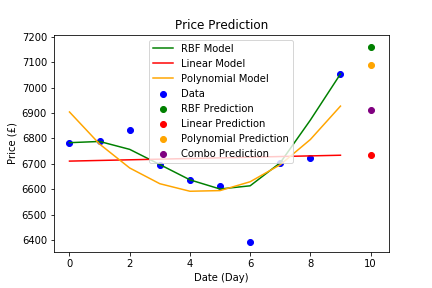 Price Prediction
7200
7100
7000
6900
6800
6700
6600
6500
6400
Price (£)
RBF Model
Linear Model
Polynomial Model
Data
RBF Prediction
Linear Prediction
Polynomial Prediction
Combo Prediction
0 2 4 6 8 10
Date (Day)